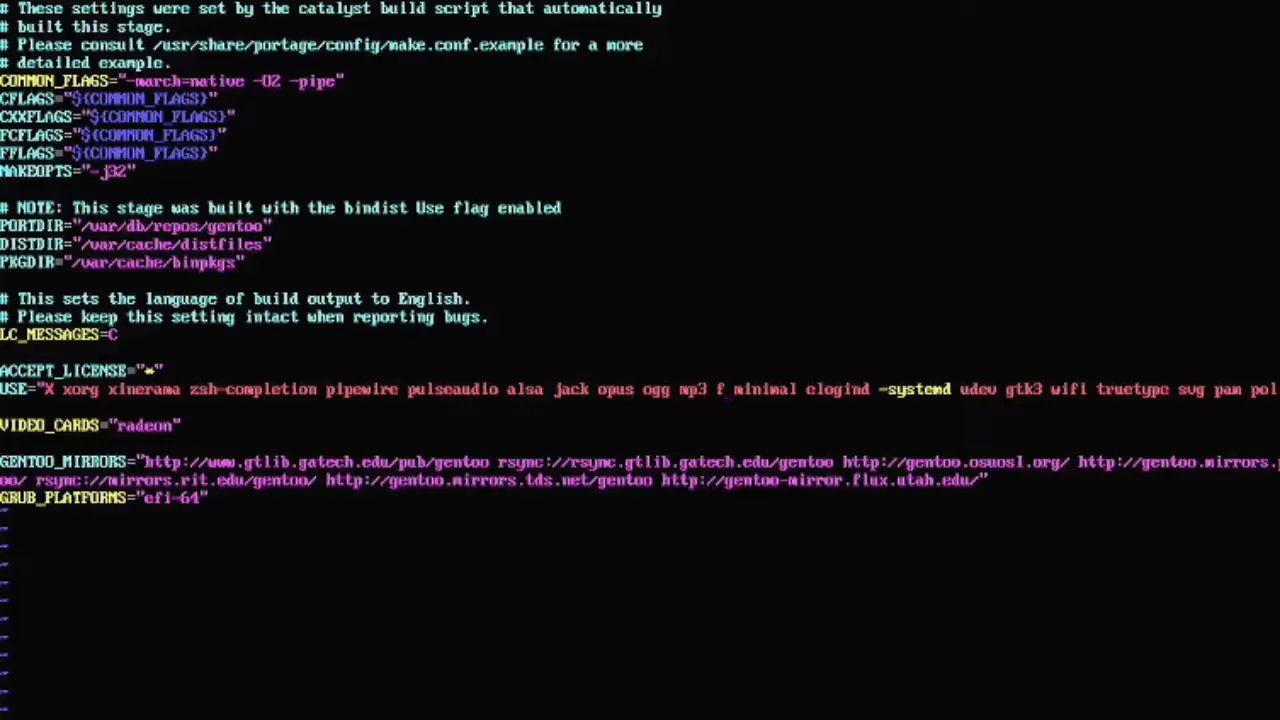 # These settings were set by the catalyst build script that automatically
# built this stage.
# Please consult /usr/share/portage/config/make.conf.example for a more
# detailed example.
COMMON_FLAGS="-march=native -O2 -pipe"
CFLAGS="${COMMON_FLAGS}"
CXXFLAGS="${COMMON_FLAGS}"
FCFLAGS="${COMMON_FLAGS}"
FFLAGS="${COMMON_FLAGS}"
MAKEOPTS="-j32"
# NOTE: This stage was built with the bindist Use flag enabled
PORTDIR="/var/db/repos/gentoo"
DISTDIR="/var/cache/distfiles"
PKGDIR="/var/cache/binpkgs"
# This sets the language of build output to English.
# Please keep this setting intact when reporting bugs.
LC_MESSAGES=C
ACCEPT_LICENSE="*"
USE="X xorg xinerama zsh-completion pipewire pulseaudio alsa jack opus ogg mp3 f_minimal elogind -systemd udev gtk3 wifi truetype svg pam pol
VIDEO_CARDS="radeon"
GENTOO_MIRRORS="http://www.gtlib.gatech.edu/pub/gentoo rsync://rsync.gtlib.gatech.edu/gentoo http://gentoo.osuosl.org/ http://gentoo.mirrors.
oo/ rsync://mirrors.rit.edu/gentoo/ http://gentoo.mirrors.tds.net/gentoo http://gentoo-mirror.flux.utah.edu/"
GRUB_PLATFORMS="efi-64"
~
~
~
~
~
~
~
~
~
~
~
~